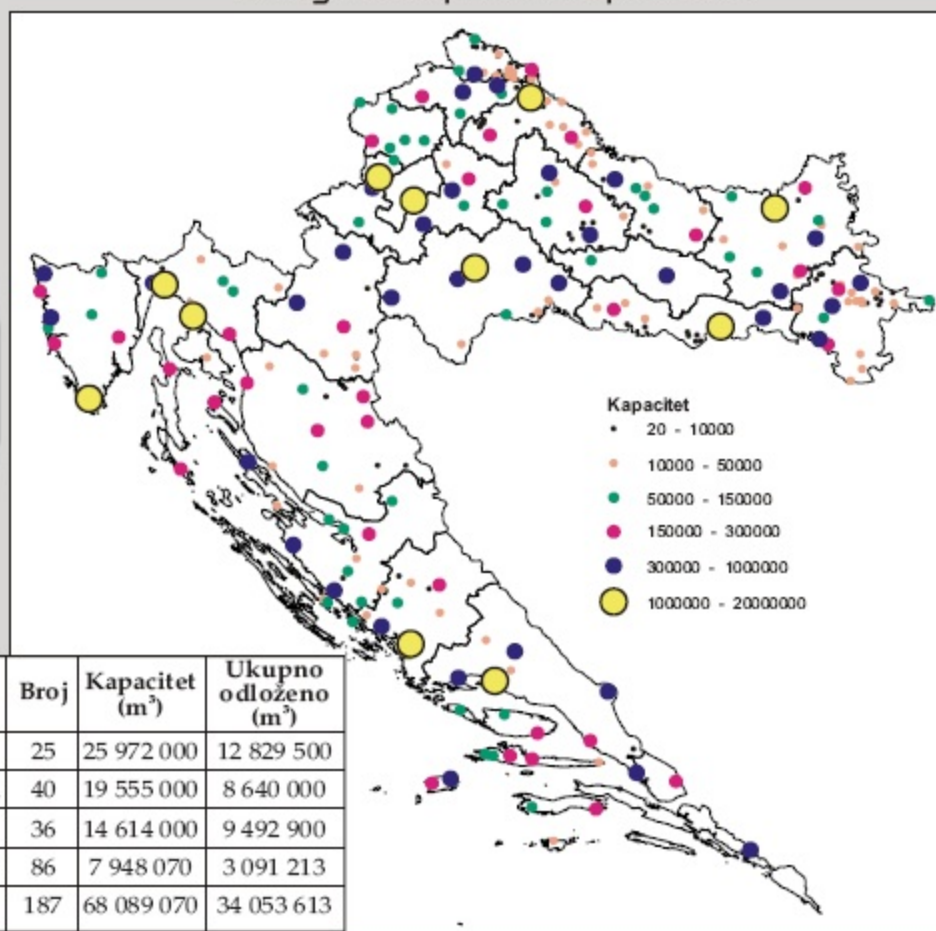 Kapacitet
20 - 10000
10000 - 50000
50000 - 150000
150000 - 300000
300000 - 1000000
1000000 - 20000000
Broj Kapacitet (m³) Ukupno odloženo (m³)
25 25 972 000 12 829 500
40 19 555 000 8 640 000
36 14 614 000 9 492 900
86 7 948 070 3 091 213
187 68 089 070 34 053 613